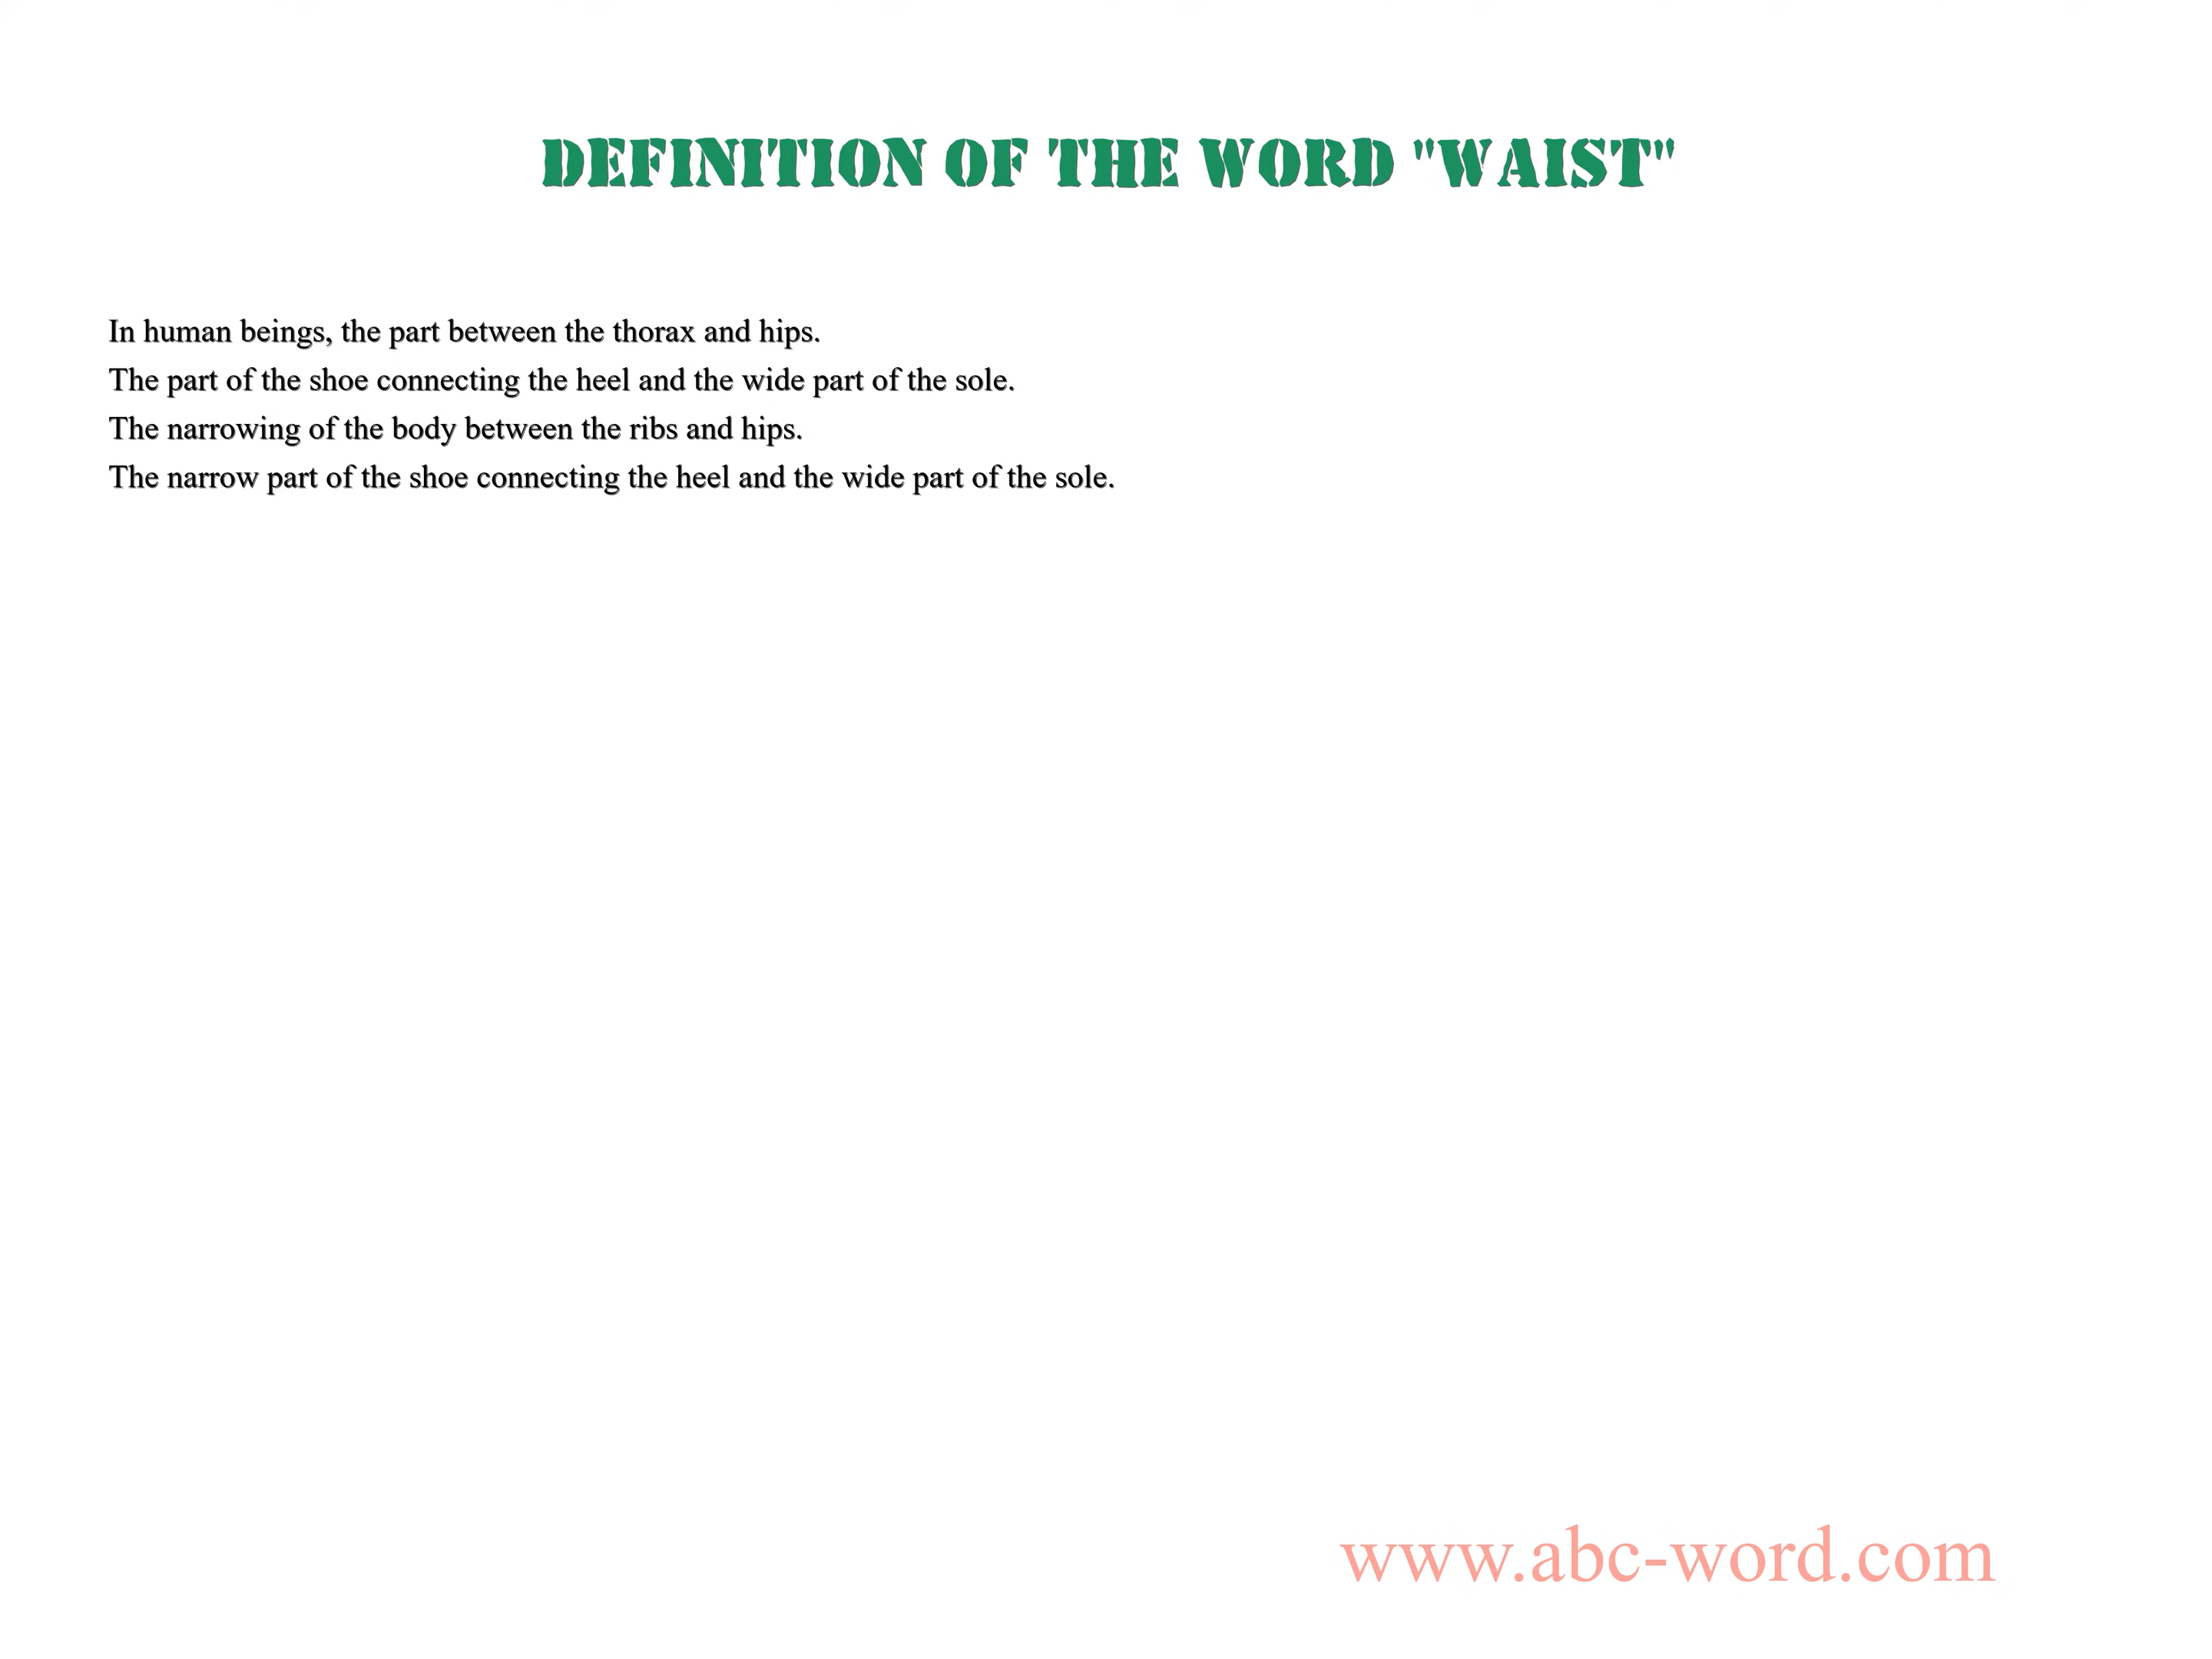 DEFINITION OF THE WORD "WAIST"
In human beings, the part between the thorax and hips.
The part of the shoe connecting the heel and the wide part of the sole.
The narrowing of the body between the ribs and hips.
The narrow part of the shoe connecting the heel and the wide part of the sole.
www.abc-word.com